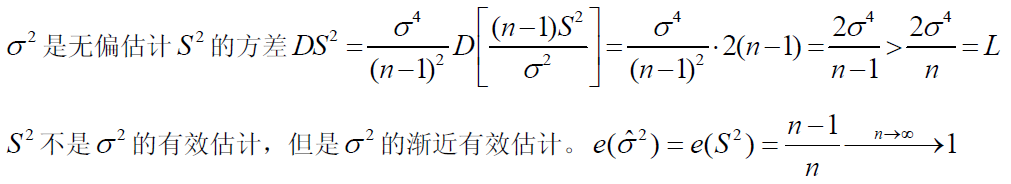 σ² 是无偏估计 S² 的方差 DS² = σ⁴/(n−1)² D[(n−1)S²/σ²] = σ⁴/(n−1)² · 2(n−1) = 2σ⁴/(n−1) > 2σ⁴/n = L
S² 不是 σ² 的有效估计，但是 σ² 的渐近有效估计。e(σ̂²) = e(S²) = (n−1)/n —n→∞→ 1